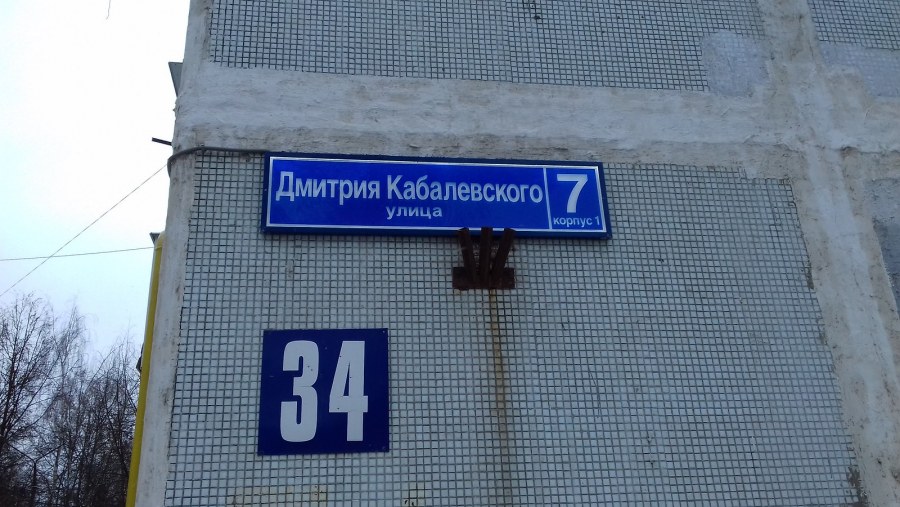 Дмитрия Кабалевского
улица
7
корпус 1
34